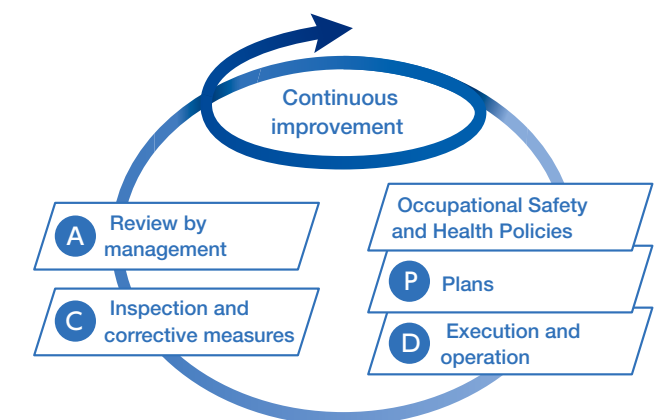 Continuous
improvement
A
Review by
management
C
Inspection and
corrective measures
Occupational Safety
and Health Policies
P
Plans
D
Execution and
operation